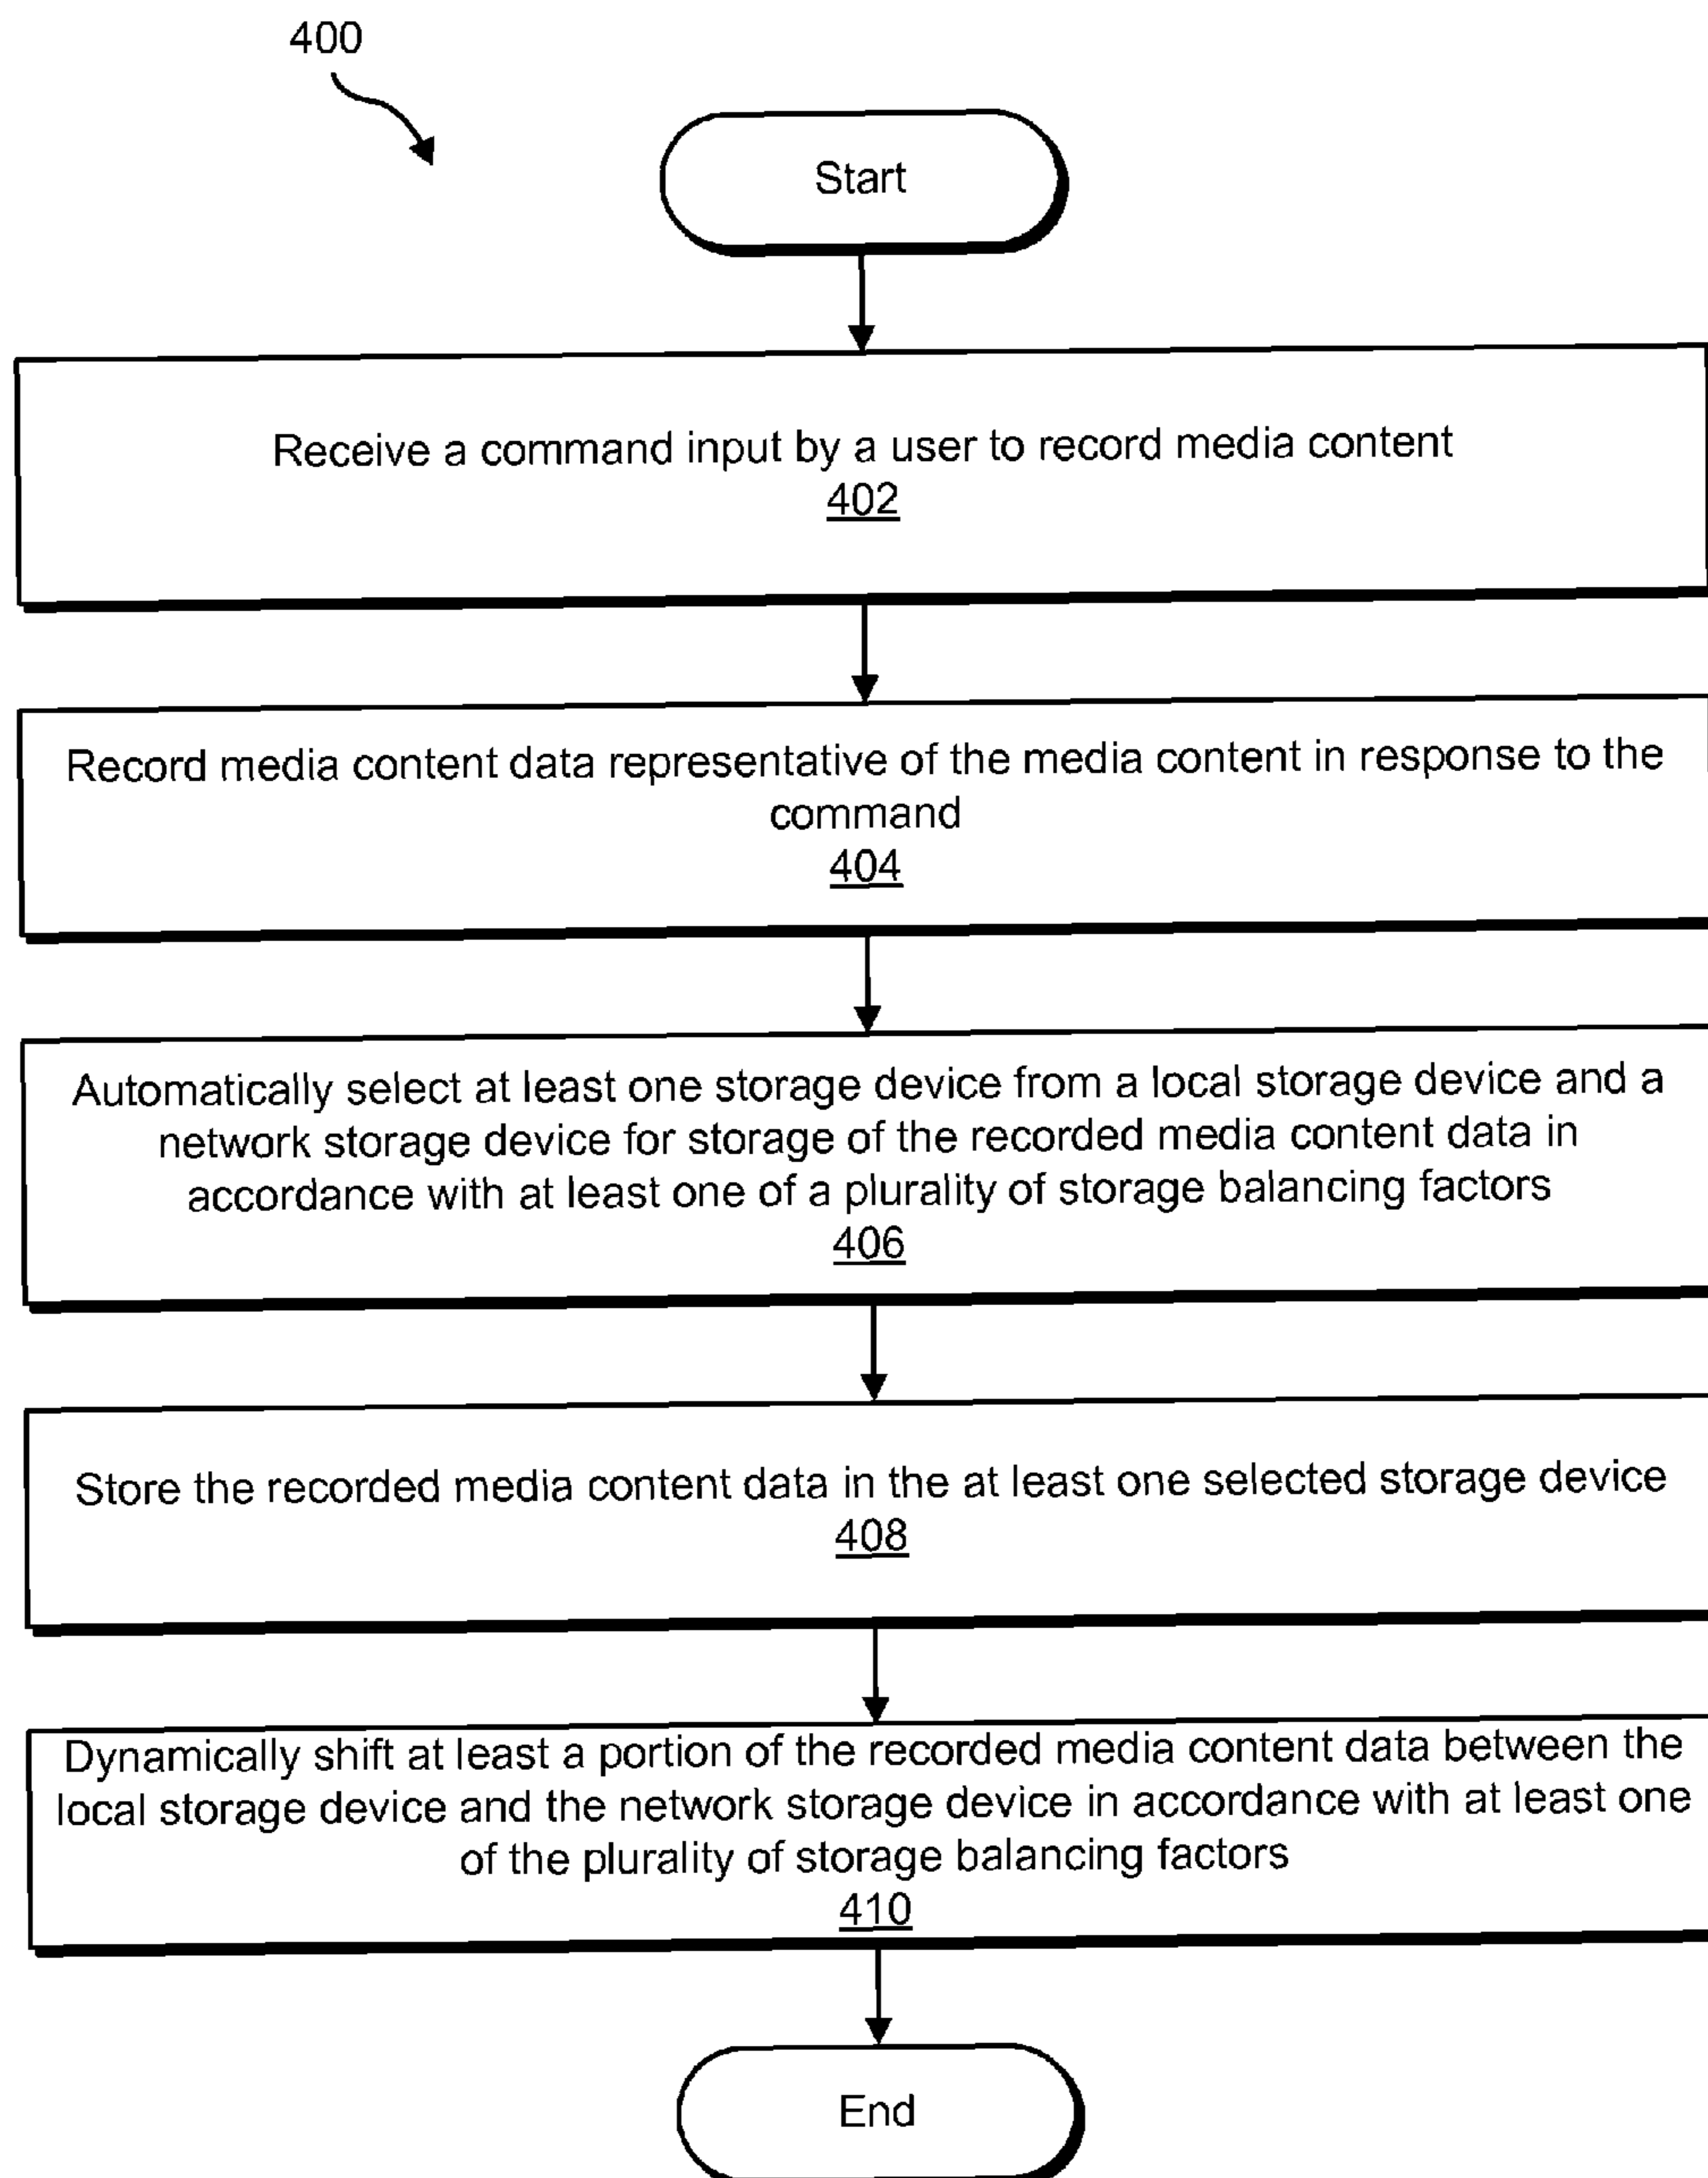 400
Start
Receive a command input by a user to record media content
402
Record media content data representative of the media content in response to the
command
404
Automatically select at least one storage device from a local storage device and a
network storage device for storage of the recorded media content data in
accordance with at least one of a plurality of storage balancing factors
406
Store the recorded media content data in the at least one selected storage device
408
Dynamically shift at least a portion of the recorded media content data between the
local storage device and the network storage device in accordance with at least one
of the plurality of storage balancing factors
410
End